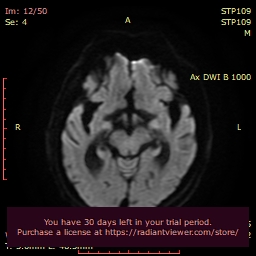 Im: 12/50
Se: 4
STP109
STP109
M
A
Ax DWI B 1000
R
L
You have 30 days left in your trial period.
Purchase a license at https://radiantviewer.com/store/